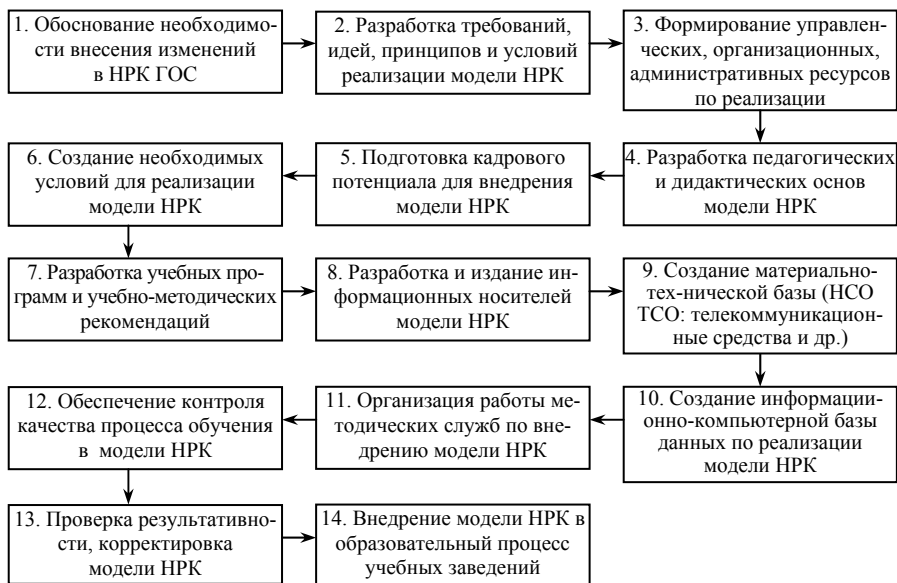 1. Обоснование необходимо-
сти внесения изменений
в НРК ГОС
2. Разработка требований,
идей, принципов и условий
реализации модели НРК
3. Формирование управлен-
ческих, организационных,
административных ресурсов
по реализации
4. Разработка педагогических
и дидактических основ
модели НРК
5. Подготовка кадрового
потенциала для внедрения
модели НРК
6. Создание необходимых
условий для реализации
модели НРК
7. Разработка учебных про-
грамм и учебно-методических
рекомендаций
8. Разработка и издание ин-
формационных носителей
модели НРК
9. Создание материально-
тех-нической базы (НСО
ТСО: телекоммуникацион-
ные средства и др.)
10. Создание информаци-
онно-компьютерной базы
данных по реализации
модели НРК
11. Организация работы ме-
тодических служб по вне-
дрению модели НРК
12. Обеспечение контроля
качества процесса обучения
в модели НРК
13. Проверка результативно-
сти, корректировка
модели НРК
14. Внедрение модели НРК в
образовательный процесс
учебных заведений